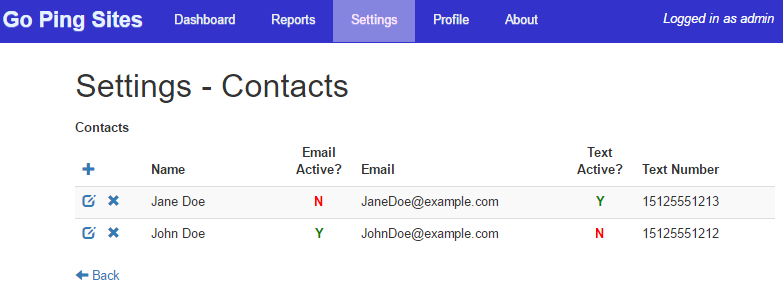 Go Ping Sites Dashboard Reports Settings Profile About Logged in as admin
Settings - Contacts
Contacts
Name Email Active? Email Text Active? Text Number
Jane Doe N JaneDoe@example.com Y 15125551213
John Doe Y JohnDoe@example.com N 15125551212
Back